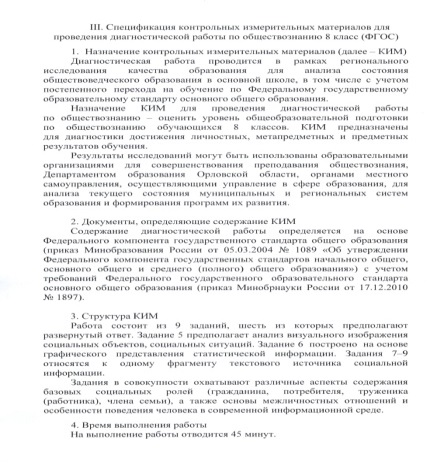 III. Спецификация контрольных измерительных материалов для
проведения диагностической работы по обществознанию 8 класс (ФГОС)
1. Назначение контрольных измерительных материалов (далее – КИМ)
Диагностическая работа проводится в рамках регионального
исследования качества образования для анализа состояния
обществоведческого образования в основной школе, в том числе с учетом
постепенного перехода на обучение по Федеральному государственному
образовательному стандарту основного общего образования.
Назначение КИМ для проведения диагностической работы
по обществознанию – оценить уровень общеобразовательной подготовки
по обществознанию обучающихся 8 классов. КИМ предназначены
для диагностики достижения личностных, метапредметных и предметных
результатов обучения.
Результаты исследований могут быть использованы образовательными
организациями для совершенствования преподавания обществознания,
Департаментом образования Орловской области, органами местного
самоуправления, осуществляющими управление в сфере образования, для
анализа текущего состояния муниципальных и региональных систем
образования и формирования программ их развития.
2. Документы, определяющие содержание КИМ
Содержание диагностической работы определяется на основе
Федерального компонента государственного стандарта общего образования
(приказ Минобразования России от 05.03.2004 № 1089 «Об утверждении
Федерального компонента государственных стандартов начального общего,
основного общего и среднего (полного) общего образования») с учетом
требований Федерального государственного образовательного стандарта
основного общего образования (приказ Минобрнауки России от 17.12.2010
№ 1897).
3. Структура КИМ
Работа состоит из 9 заданий, шесть из которых предполагают
развернутый ответ. Задание 5 предполагает анализ визуального изображения
социальных объектов, социальных ситуаций. Задание 6 построено на основе
графического представления статистической информации. Задания 7–9
относятся к одному фрагменту текстового источника социальной
информации.
Задания в совокупности охватывают различные аспекты содержания
базовых социальных ролей (гражданина, потребителя, труженика
(работника), члена семьи), а также основы межличностных отношений и
особенности поведения человека в современной информационной среде.
4. Время выполнения работы
На выполнение работы отводится 45 минут.